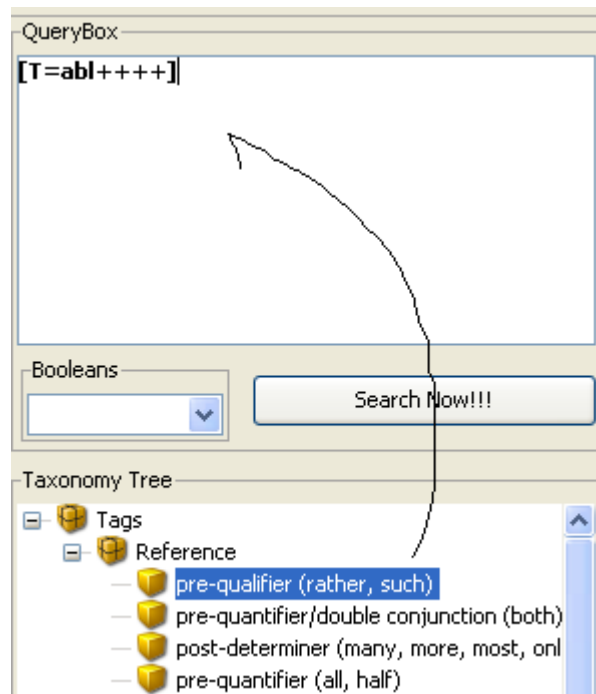 QueryBox
[T=abl++++]
Booleans
Search Now!!!
Taxonomy Tree
Tags
Reference
pre-qualifier (rather, such)
pre-quantifier/double conjunction (both)
post-determiner (many, more, most, onl
pre-quantifier (all, half)